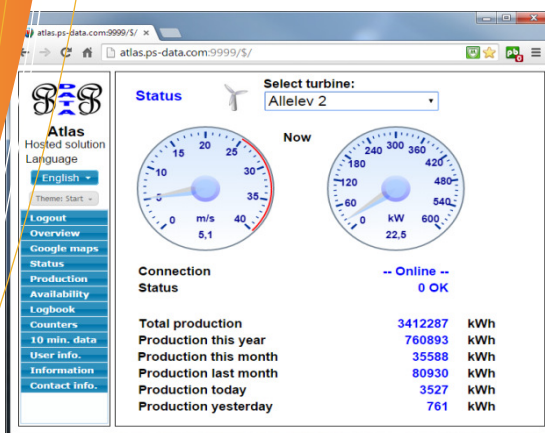 atlas.ps-data.com:9999/$/
atlas.ps-data.com:9999/$/
DATA
Atlas
Hosted solution
Language
English
Theme: Start
Logout
Overview
Google maps
Status
Production
Availability
Logbook
Counters
10 min. data
User info.
Information
Contact info.
Status
Select turbine:
Allelev 2
Now
0 5 10 15 20 25 30 35 40
m/s
5,1
0 60 120 180 240 300 360 420 480 540 600
kW
22,5
Connection -- Online --
Status 0 OK
Total production 3412287 kWh
Production this year 760893 kWh
Production this month 35588 kWh
Production last month 80930 kWh
Production today 3527 kWh
Production yesterday 761 kWh